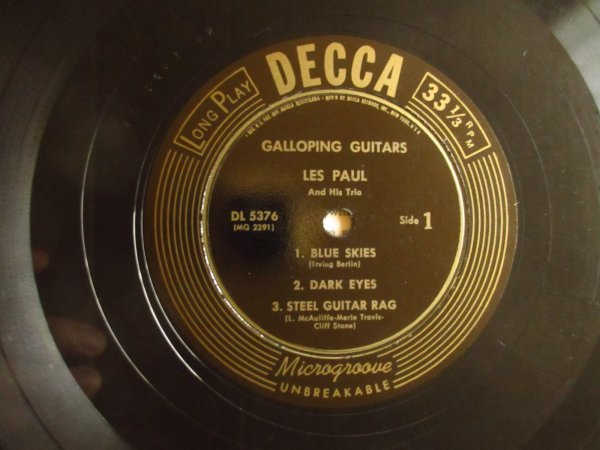 DECCA
LONG PLAY
33 1/3 RPM
GALLOPING GUITARS
LES PAUL
And His Trio
DL 5376
(MG 2391)
Side 1
1. BLUE SKIES
(Irving Berlin)
2. DARK EYES
3. STEEL GUITAR RAG
(L. McAuliffe-Merle Travis-
Cliff Stone)
Microgroove
UNBREAKABLE